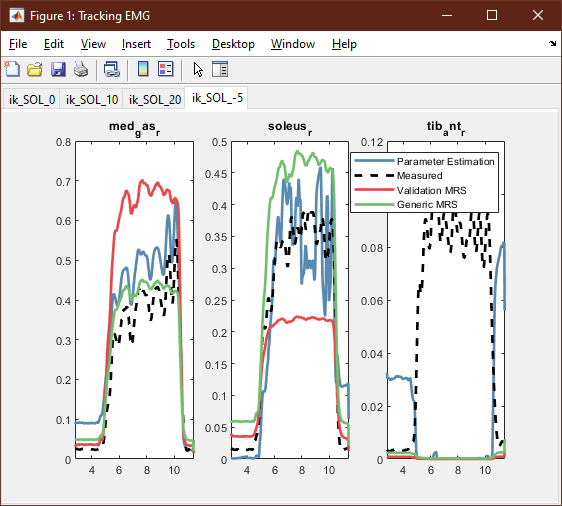 Figure 1: Tracking EMG
File Edit View Insert Tools Desktop Window Help
ik_SOL_0 ik_SOL_10 ik_SOL_20 ik_SOL_-5
med_gas_r soleus_r tib_ant_r
0.8
0.7
0.6
0.5
0.4
0.3
0.2
0.1
0
4 6 8 10
0.5
0.45
0.4
0.35
0.3
0.25
0.2
0.15
0.1
0.05
0
4 6 8 10
0.12
0.08
0.06
0.04
0.02
0
4 6 8 10
Parameter Estimation
Measured
Validation MRS
Generic MRS